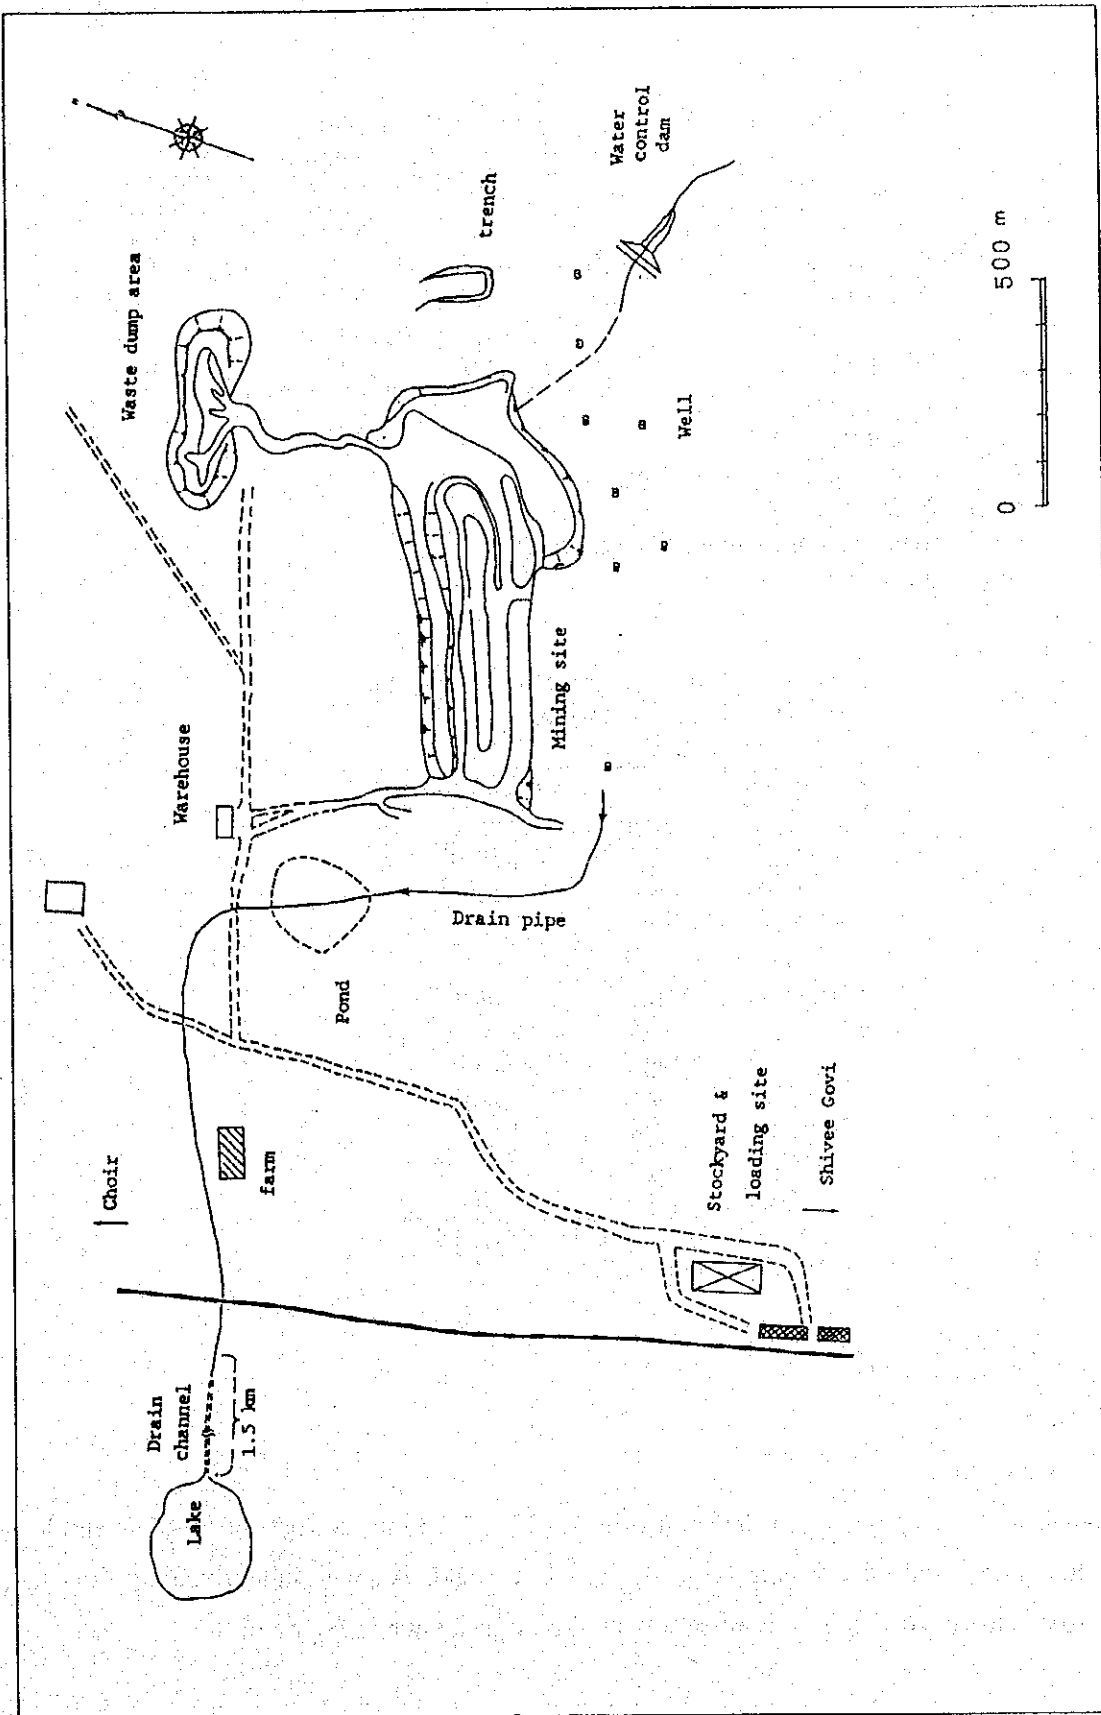 Waste dump area
Water
control
dam
trench
Well
500 m
0
Mining site
Warehouse
Drain pipe
Pond
Choir
farm
Stockyard &
loading site
Shivee Govi
Drain
channel
1.5 km
Lake